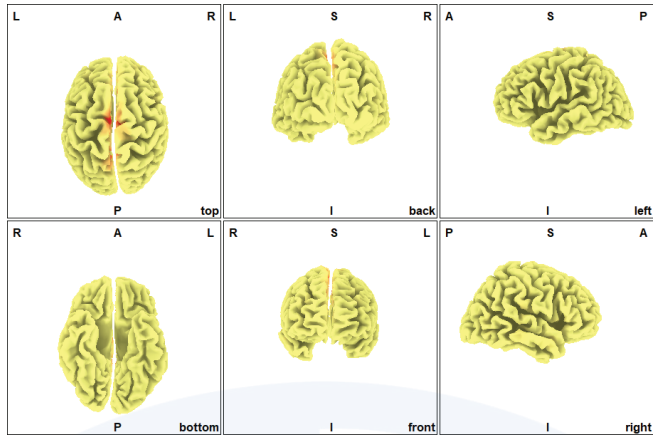 L A R
P top
L S R
I back
A S P
I left
R A L
P bottom
R S L
I front
P S A
I right